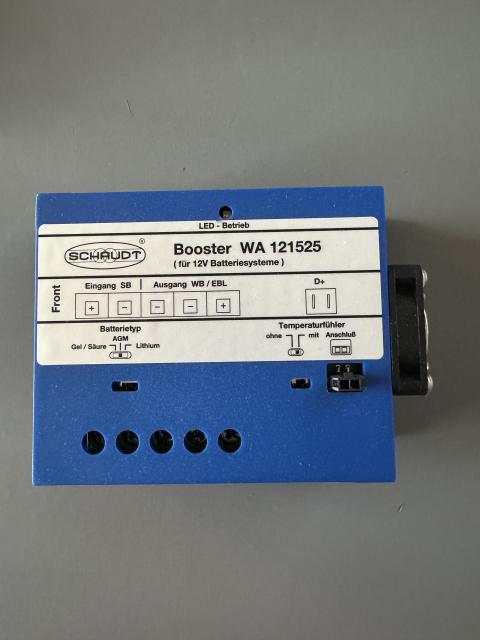 LED - Betrieb
SCHAUDT ®
Booster WA 121525
( für 12V Batteriesysteme )
Front
Eingang SB | Ausgang WB / EBL
D+
+ − − − +
Batterietyp
AGM
Gel / Säure Lithium
Temperaturfühler
ohne mit Anschluß